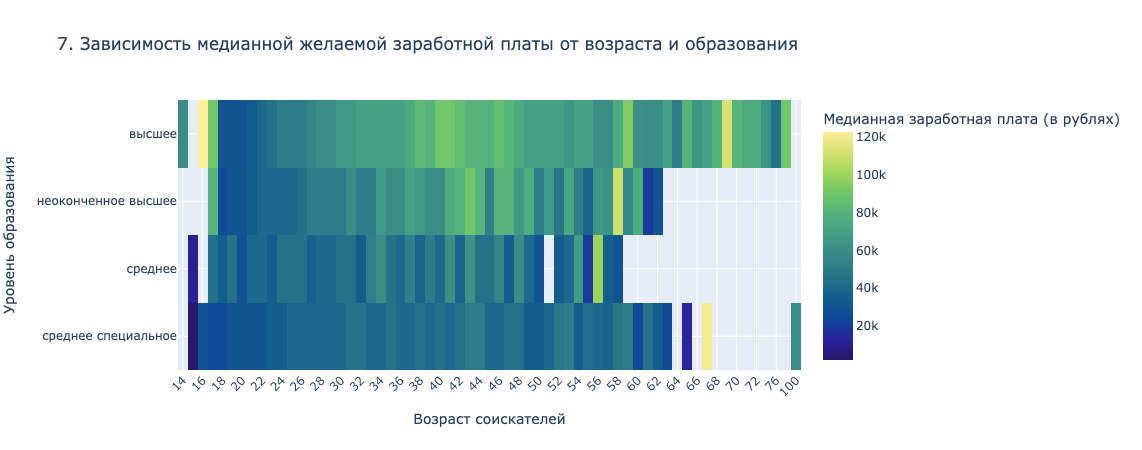 7. Зависимость медианной желаемой заработной платы от возраста и образования
Медианная заработная плата (в рублях)
120k
100k
80k
60k
40k
20k
Уровень образования
высшее
неоконченное высшее
среднее
среднее специальное
14 16 18 20 22 24 26 28 30 32 34 36 38 40 42 44 46 48 50 52 54 56 58 60 62 64 66 68 70 72 76 100
Возраст соискателей